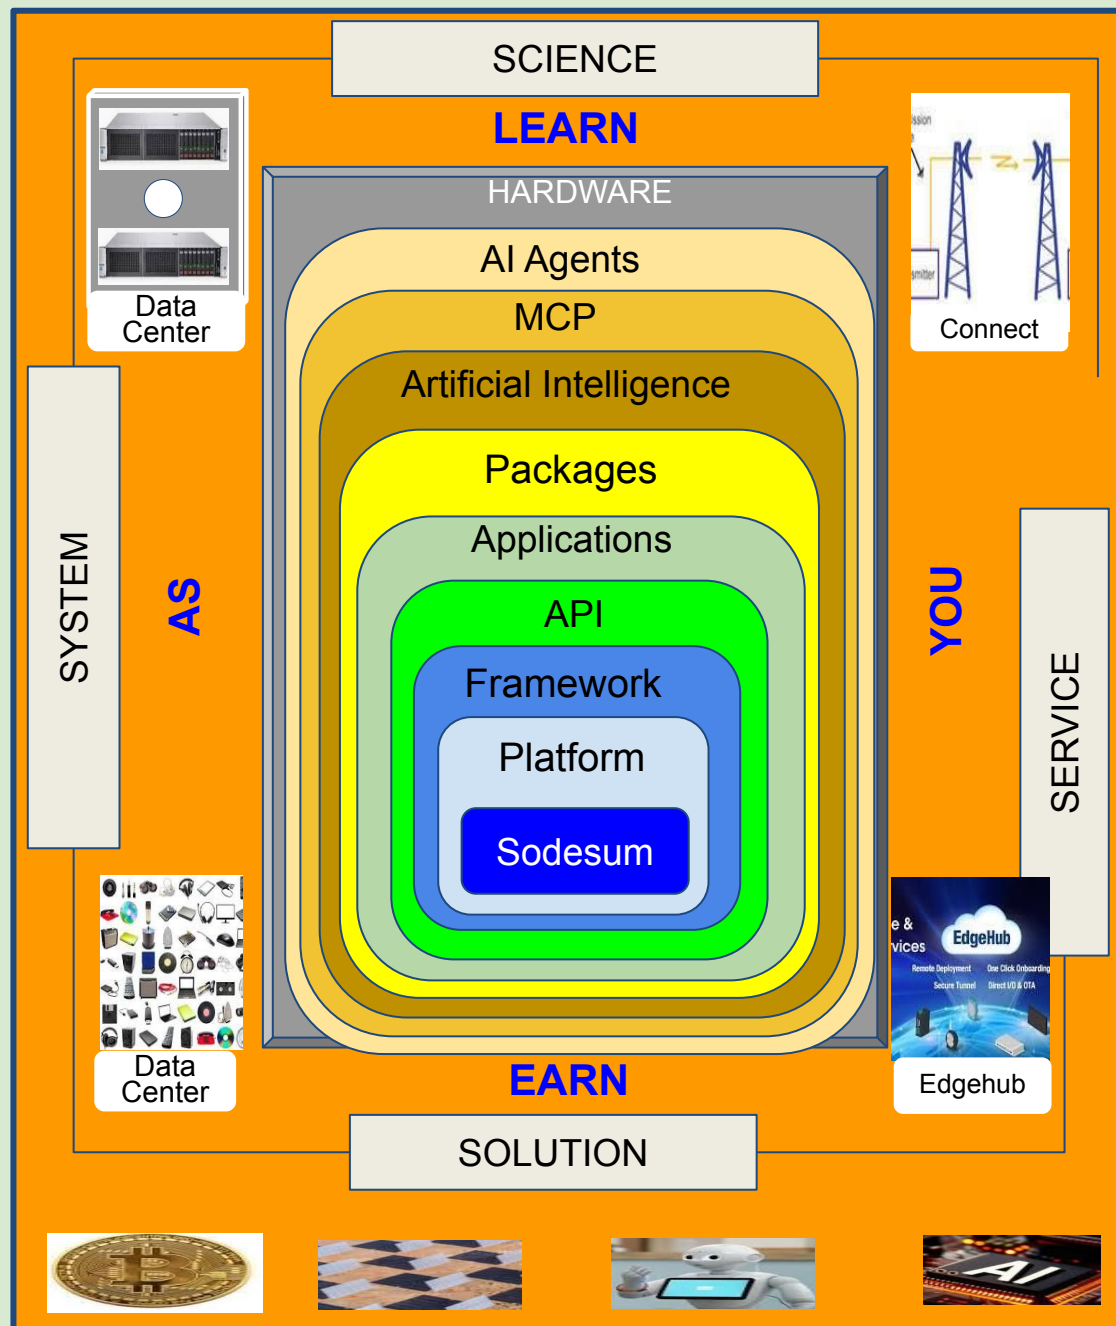 SCIENCE
LEARN
HARDWARE
AI Agents
MCP
Artificial Intelligence
Packages
Applications
API
Framework
Platform
Sodesum
Data
Center
Connect
SYSTEM
AS
YOU
SERVICE
Data
Center
e &
vices
EdgeHub
Remote Deployment
One Click Onboarding
Secure Tunnel
Direct I/D & OTA
Edgehub
EARN
SOLUTION
AI